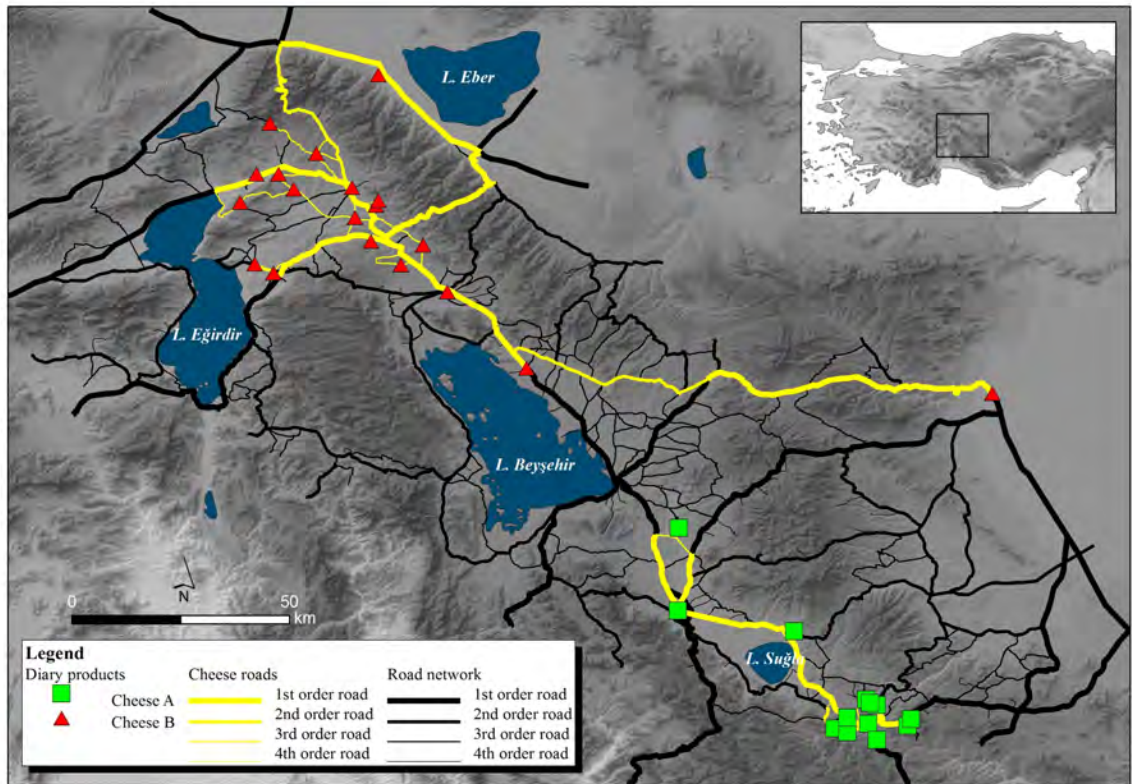 L. Eber
L. Eğirdir
L. Beyşehir
L. Suğla
N
0 50
km
Legend
Diary products Cheese roads Road network
Cheese A 1st order road 1st order road
Cheese B 2nd order road 2nd order road
3rd order road 3rd order road
4th order road 4th order road